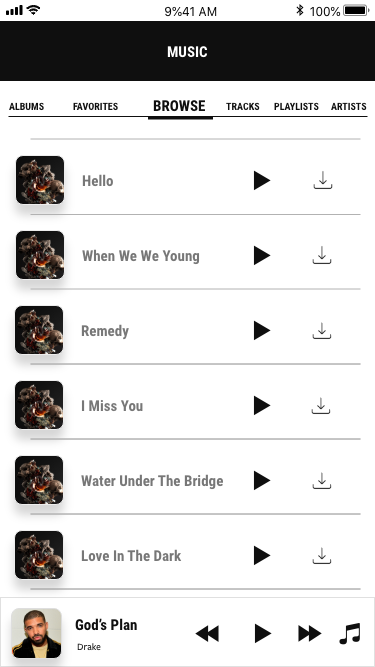 9%41 AM
100%
MUSIC
ALBUMS FAVORITES BROWSE TRACKS PLAYLISTS ARTISTS
Hello
When We We Young
Remedy
I Miss You
Water Under The Bridge
Love In The Dark
God's Plan
Drake